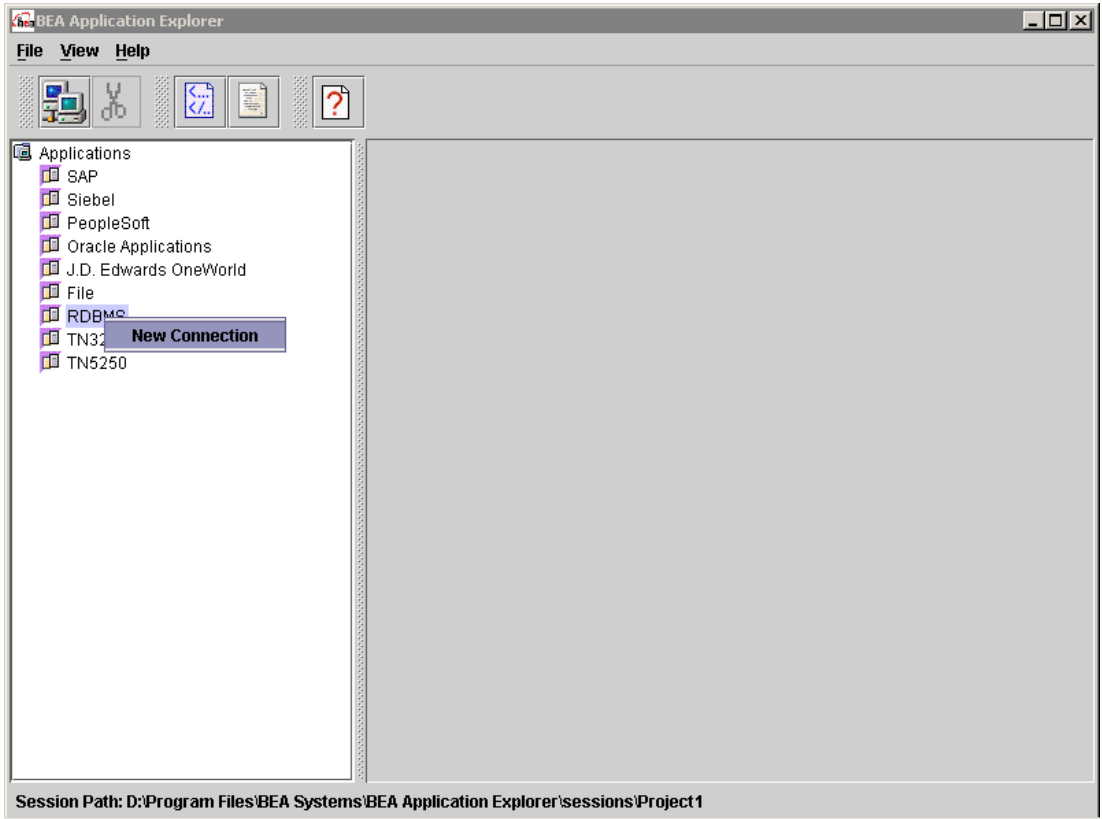 BEA Application Explorer
File View Help
Applications
SAP
Siebel
PeopleSoft
Oracle Applications
J.D. Edwards OneWorld
File
RDBMS
New Connection
TN5250
Session Path: D:\Program Files\BEA Systems\BEA Application Explorer\sessions\Project1